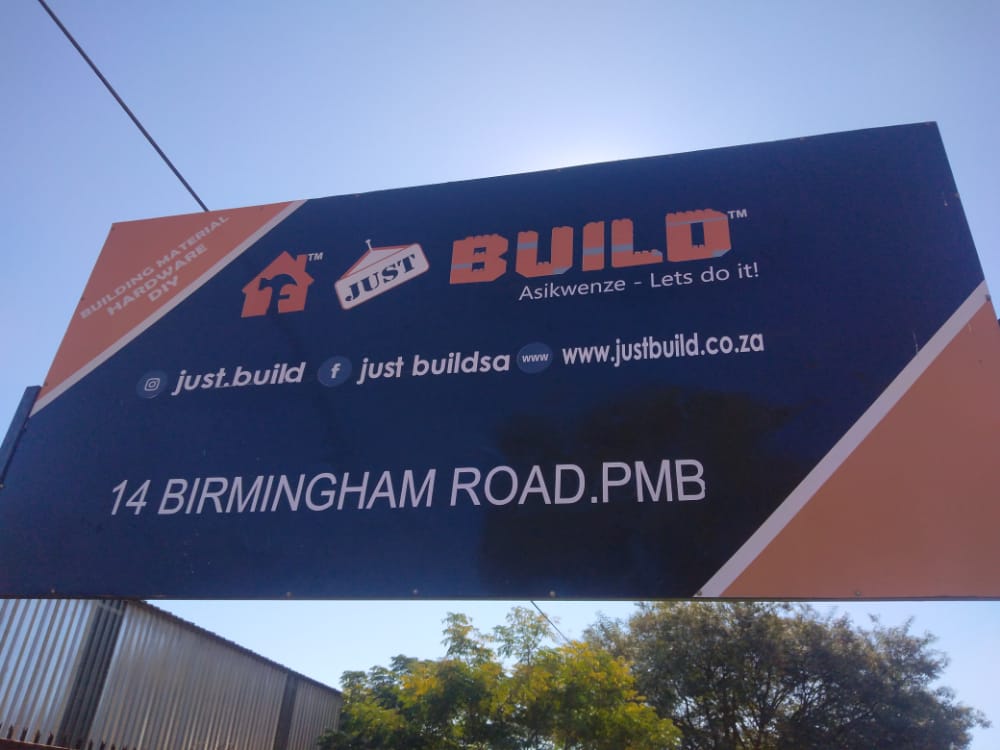 BUILDING MATERIAL
HARDWARE
DIY
TM JUST BUILD TM
Asikwenze - Lets do it!
just.build f just buildsa www www.justbuild.co.za
14 BIRMINGHAM ROAD.PMB